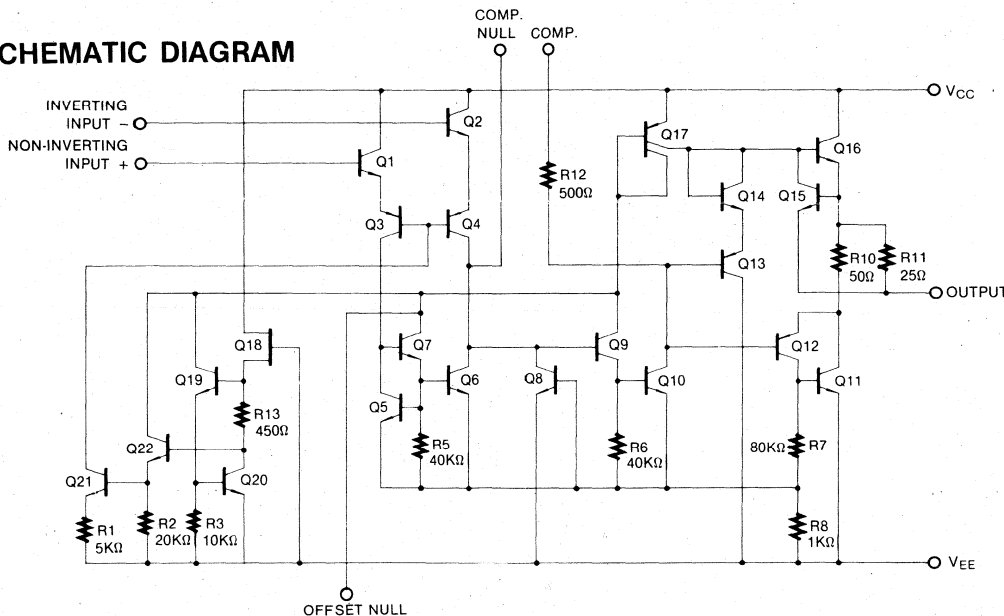 COMP.
NULL COMP.
CHEMATIC DIAGRAM
INVERTING
INPUT –
NON-INVERTING
INPUT +
VCC
Q2
Q17
Q16
Q1
R12
500Ω
Q14
Q15
Q3
Q4
Q13
R10
50Ω
R11
25Ω
OUTPUT
Q18
Q7
Q9
Q12
Q19
Q6
Q8
Q10
Q11
R13
450Ω
Q5
Q22
R5
40KΩ
R6
40KΩ
80KΩ R7
Q21
Q20
R1
5KΩ
R2
20KΩ
R3
10KΩ
R8
1KΩ
VEE
OFFSET NULL